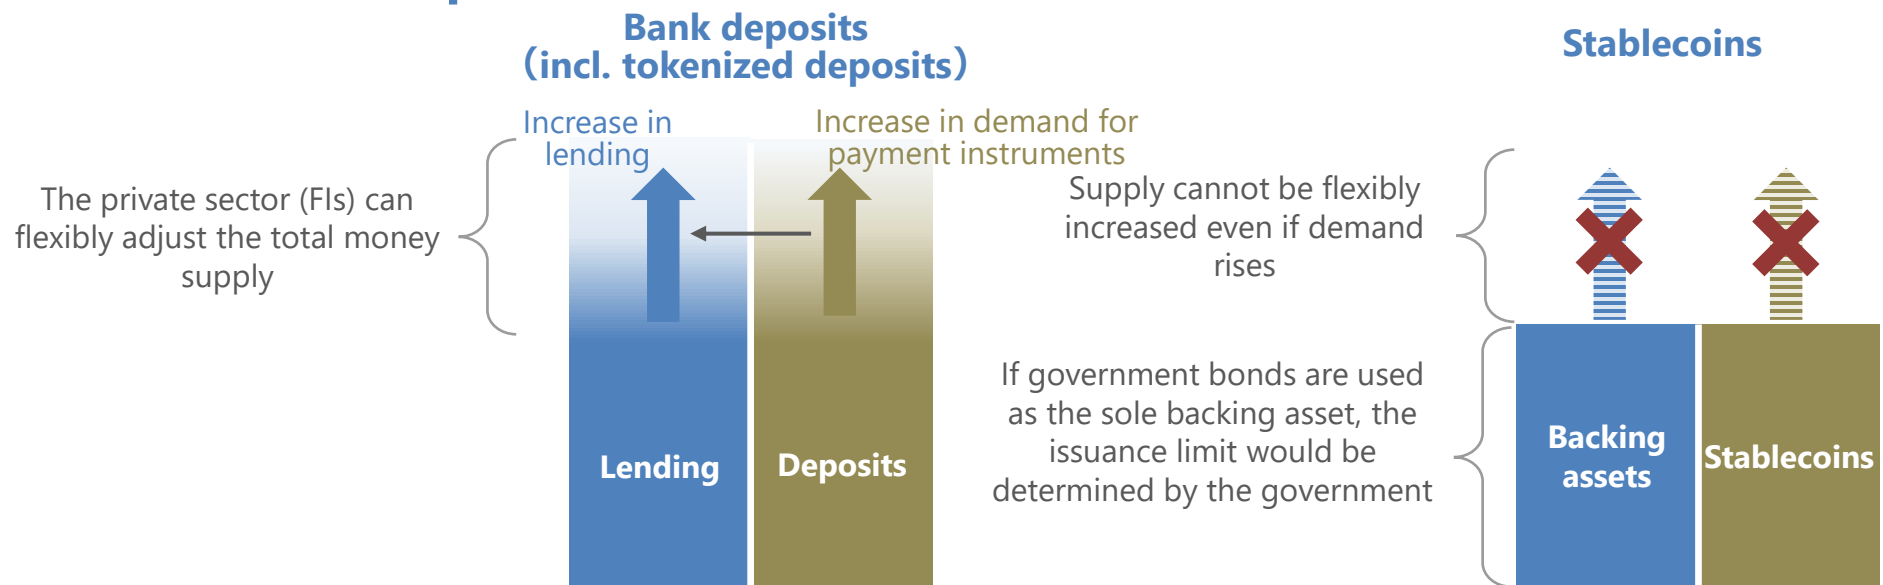 Bank deposits
（incl. tokenized deposits）
Increase in
lending
Increase in demand for
payment instruments
The private sector (FIs) can
flexibly adjust the total money
supply
Lending
Deposits
Stablecoins
Supply cannot be flexibly
increased even if demand
rises
If government bonds are used
as the sole backing asset, the
issuance limit would be
determined by the government
Backing
assets
Stablecoins